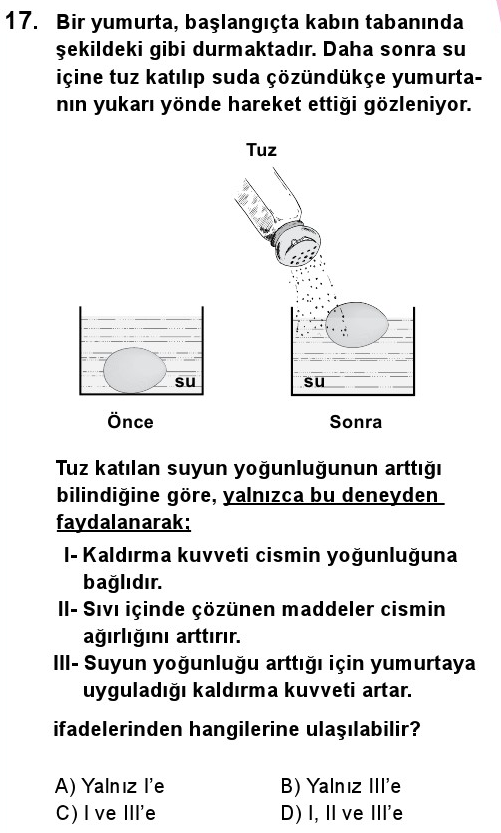 17. Bir yumurta, başlangıçta kabın tabanında
şekildeki gibi durmaktadır. Daha sonra su
içine tuz katılıp suda çözündükçe yumurta-
nın yukarı yönde hareket ettiği gözleniyor.
Tuz
su
su
Önce
Sonra
Tuz katılan suyun yoğunluğunun arttığı
bilindiğine göre, yalnızca bu deneyden
faydalanarak;
I- Kaldırma kuvveti cismin yoğunluğuna
bağlıdır.
II- Sıvı içinde çözünen maddeler cismin
ağırlığını arttırır.
III- Suyun yoğunluğu arttığı için yumurtaya
uyguladığı kaldırma kuvveti artar.
ifadelerinden hangilerine ulaşılabilir?
A) Yalnız I'e B) Yalnız III'e
C) I ve III'e D) I, II ve III'e